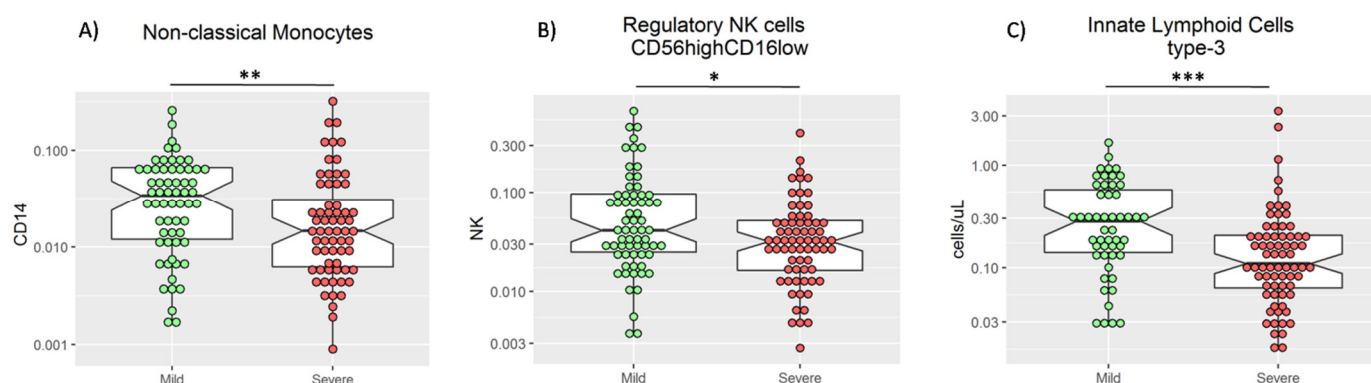 A)
Non-classical Monocytes
**
CD14
0.100
0.010
0.001
Mild
Severe
B)
Regulatory NK cells
CD56highCD16low
*
NK
0.300
0.100
0.030
0.010
0.003
Mild
Severe
C)
Innate Lymphoid Cells
type-3
***
cells/uL
3.00
1.00
0.30
0.10
0.03
Mild
Severe